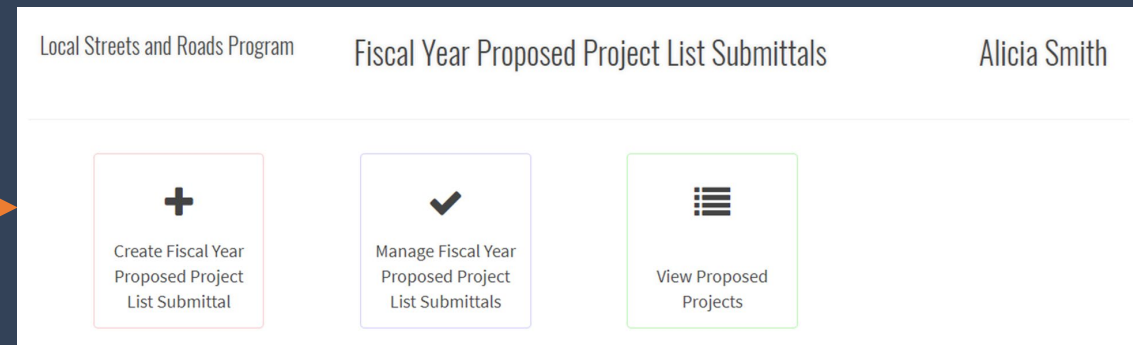 Local Streets and Roads Program
Fiscal Year Proposed Project List Submittals
Alicia Smith
Create Fiscal Year
Proposed Project
List Submittal
Manage Fiscal Year
Proposed Project
List Submittals
View Proposed
Projects